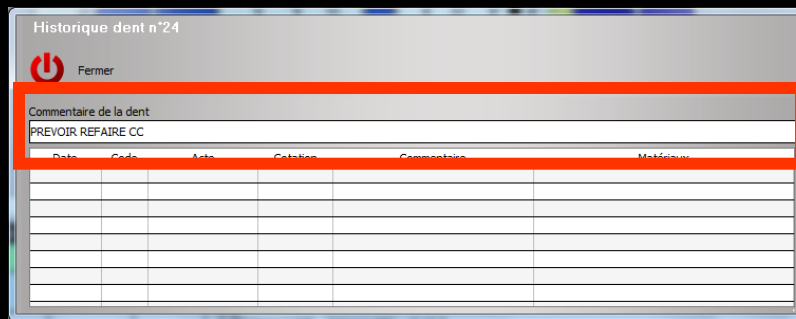 Historique dent n°24
Fermer
Commentaire de la dent
PREVOIR REFAIRE CC
Date Code Acte Cotation Commentaire Matériaux